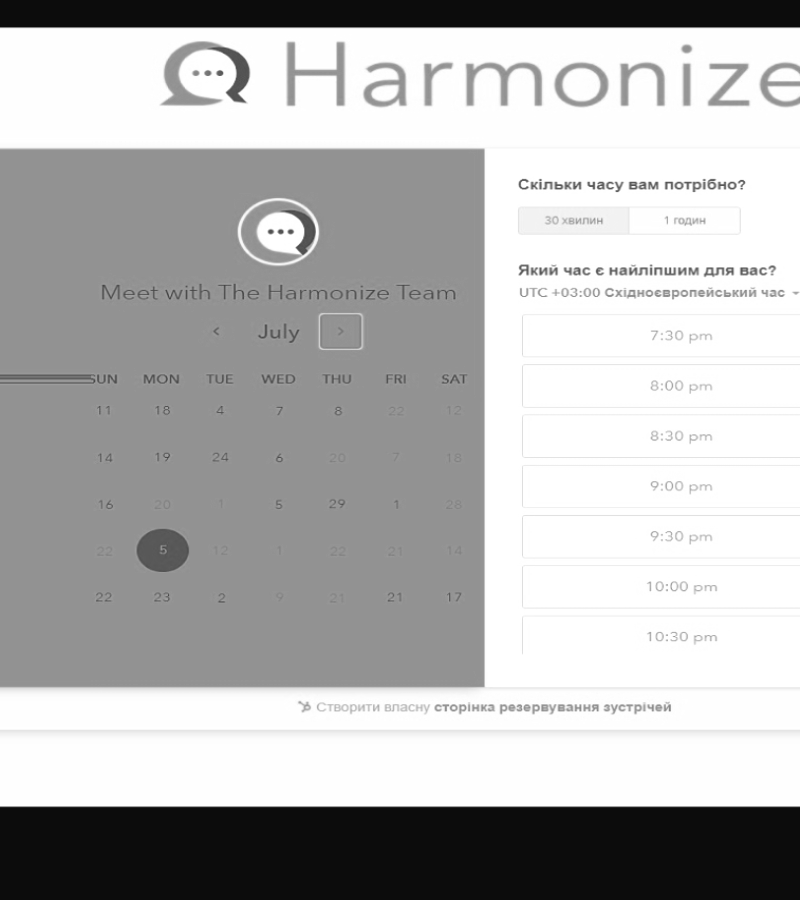 Harmonize
Meet with The Harmonize Team
< July >
SUN MON TUE WED THU FRI SAT
11 18 4 7 8 22 12
14 19 24 6 20 7 18
16 20 1 5 29 1 28
22 5 12 1 22 21 14
22 23 2 9 21 21 17
Скільки часу вам потрібно?
30 хвилин 1 годин
Який час є найліпшим для вас?
UTC +03:00 Східноєвропейський час
7:30 pm
8:00 pm
8:30 pm
9:00 pm
9:30 pm
10:00 pm
10:30 pm
Створити власну сторінка резервування зустрічей